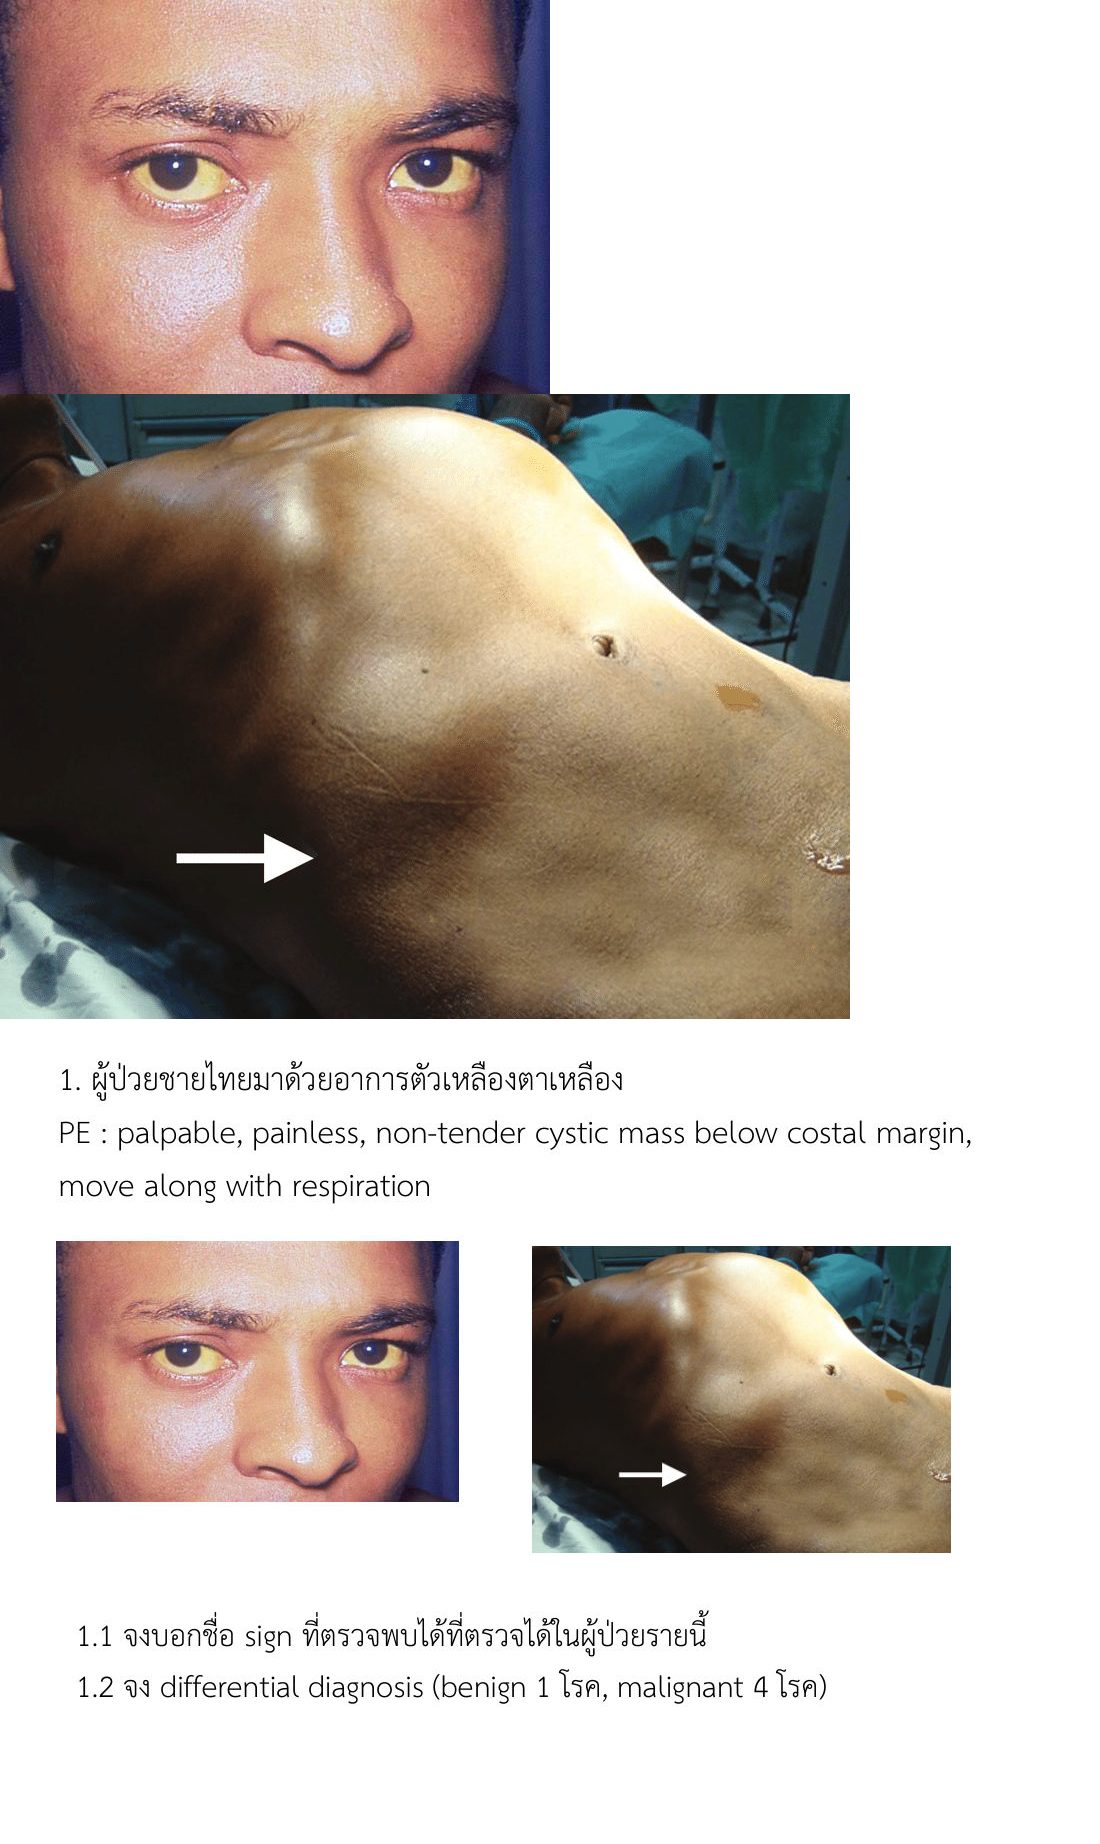 1. ผู้ป่วยชายไทยมาด้วยอาการตัวเหลืองตาเหลือง
PE : palpable, painless, non-tender cystic mass below costal margin,
move along with respiration
1.1 จงบอกชื่อ sign ที่ตรวจพบได้ที่ตรวจได้ในผู้ป่วยรายนี้
1.2 จง differential diagnosis (benign 1 โรค, malignant 4 โรค)